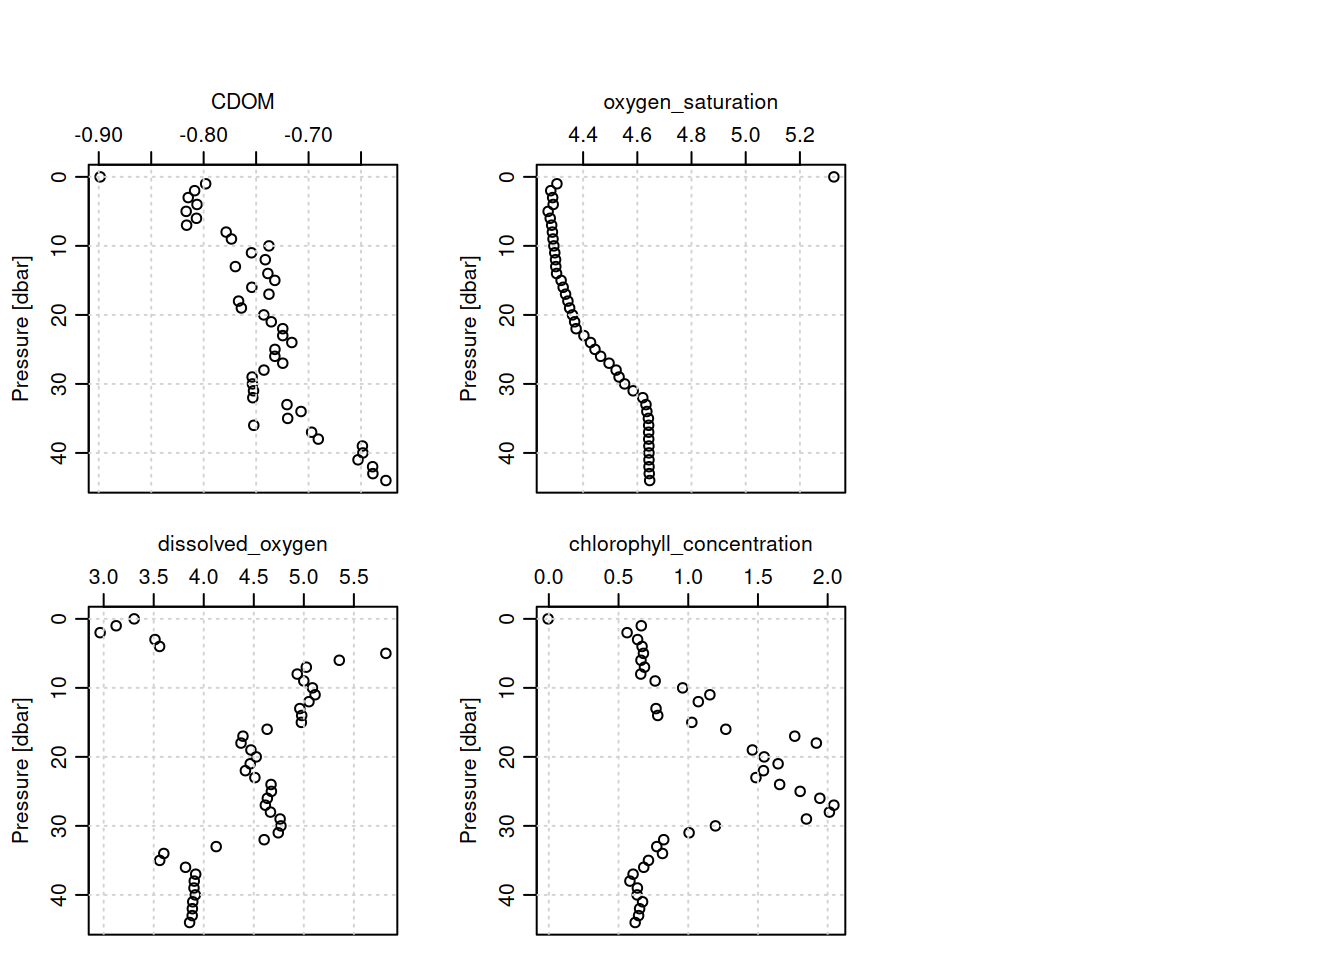 CDOM
-0.90 -0.80 -0.70
Pressure [dbar]
0
10
20
30
40
oxygen_saturation
4.4 4.6 4.8 5.0 5.2
Pressure [dbar]
0
10
20
30
40
dissolved_oxygen
3.0 3.5 4.0 4.5 5.0 5.5
Pressure [dbar]
0
10
20
30
40
chlorophyll_concentration
0.0 0.5 1.0 1.5 2.0
Pressure [dbar]
0
10
20
30
40